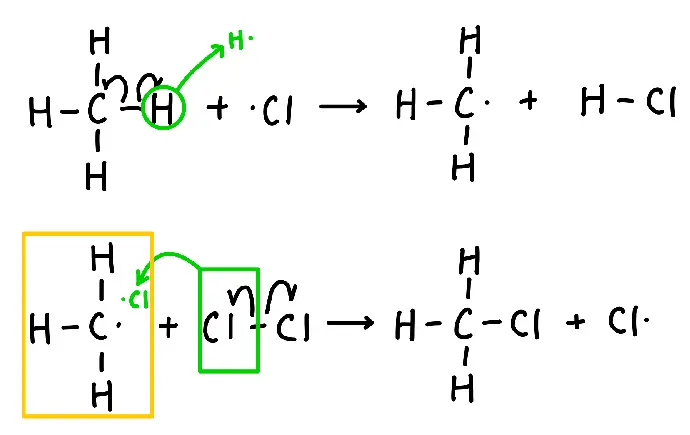 H H· H
H-C-H + ·Cl → H-C· + H-Cl
H H
H H
·Cl
H-C· + Cl-Cl → H-C-Cl + Cl·
H H